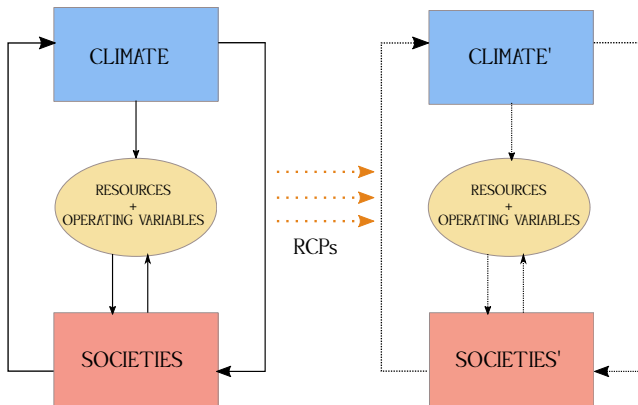 CLIMATE
RESOURCES
+
OPERATING VARIABLES
SOCIETIES
RCPs
CLIMATE'
RESOURCES
+
OPERATING VARIABLES
SOCIETIES'